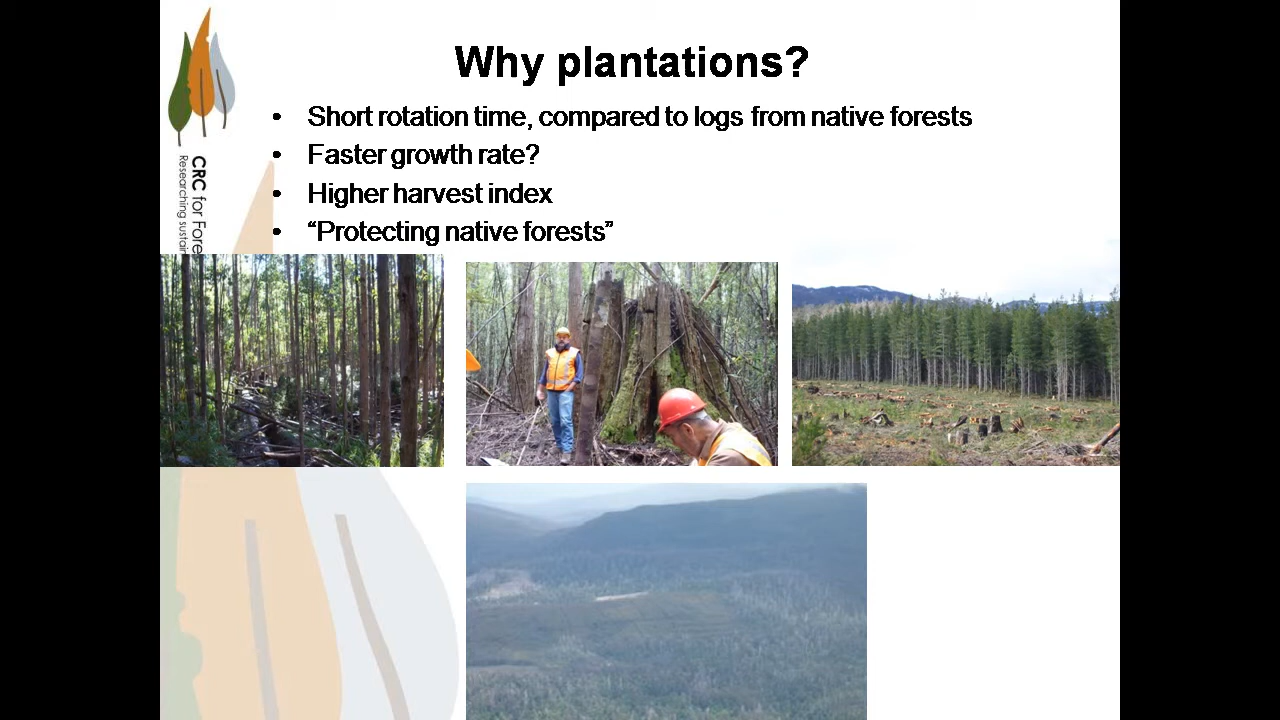 Why plantations?
• Short rotation time, compared to logs from native forests
• Faster growth rate?
• Higher harvest index
• “Protecting native forests”
CRC for Fore
Researching sustain